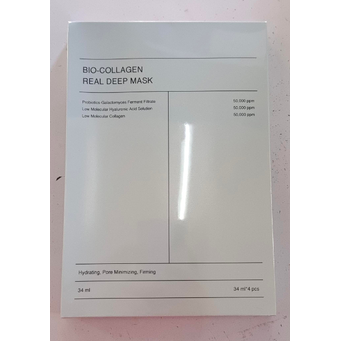 BIO-COLLAGEN
REAL DEEP MASK
Probiotics Galactomyces Ferment Filtrate 50.000 ppm
Low Molecular Hyaluronic Acid Solution 50.000 ppm
Low Molecular Collagen 50.000 ppm
Hydrating, Pore Minimizing, Firming
34 ml 34 ml*4 pcs